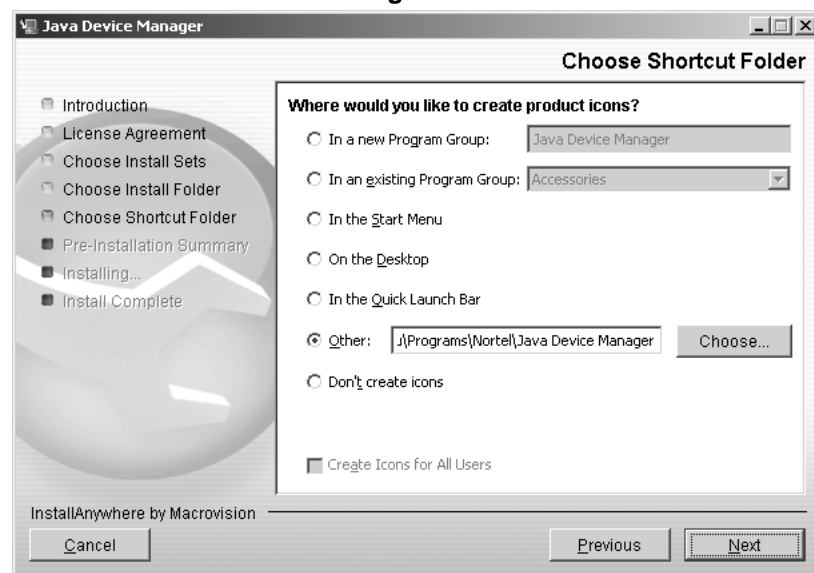 Java Device Manager
Choose Shortcut Folder
Introduction
License Agreement
Choose Install Sets
Choose Install Folder
Choose Shortcut Folder
Pre-Installation Summary
Installing...
Install Complete
Where would you like to create product icons?
In a new Program Group: Java Device Manager
In an existing Program Group: Accessories
In the Start Menu
On the Desktop
In the Quick Launch Bar
Other: \Programs\Nortel\Java Device Manager Choose...
Don't create icons
Create Icons for All Users
InstallAnywhere by Macrovision
Cancel Previous Next